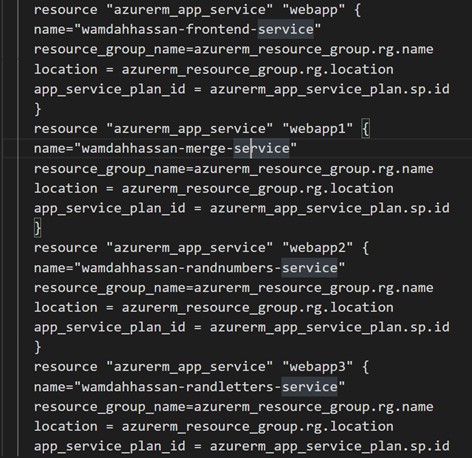 resource "azurerm_app_service" "webapp" {
name="wamdahhassan-frontend-service"
resource_group_name=azurerm_resource_group.rg.name
location = azurerm_resource_group.rg.location
app_service_plan_id = azurerm_app_service_plan.sp.id
}
resource "azurerm_app_service" "webapp1" {
name="wamdahhassan-merge-service"
resource_group_name=azurerm_resource_group.rg.name
location = azurerm_resource_group.rg.location
app_service_plan_id = azurerm_app_service_plan.sp.id
}
resource "azurerm_app_service" "webapp2" {
name="wamdahhassan-randnumbers-service"
resource_group_name=azurerm_resource_group.rg.name
location = azurerm_resource_group.rg.location
app_service_plan_id = azurerm_app_service_plan.sp.id
}
resource "azurerm_app_service" "webapp3" {
name="wamdahhassan-randletters-service"
resource_group_name=azurerm_resource_group.rg.name
location = azurerm_resource_group.rg.location
app_service_plan_id = azurerm_app_service_plan.sp.id